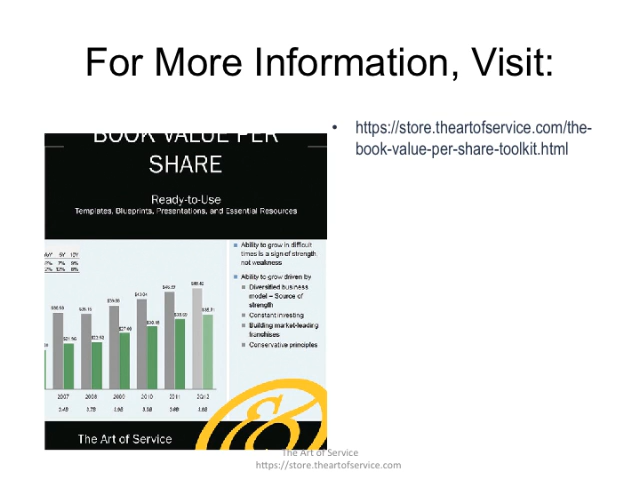 For More Information, Visit:
• https://store.theartofservice.com/the-
book-value-per-share-toolkit.html
BOOK VALUE PER
SHARE
Ready-to-Use
Templates, Blueprints, Presentations, and Essential Resources
5Y 10Y
■ Ability to grow in difficult
times is a sign of strength
not weakness
■ Ability to grow driven by
■ Diversified business
model – Source of
strength
■ Constant investing
■ Building market-leading
franchises
■ Conservative principles
2007 2008 2009 2010 2011 2012
The Art of Service
The Art of Service
https://store.theartofservice.com